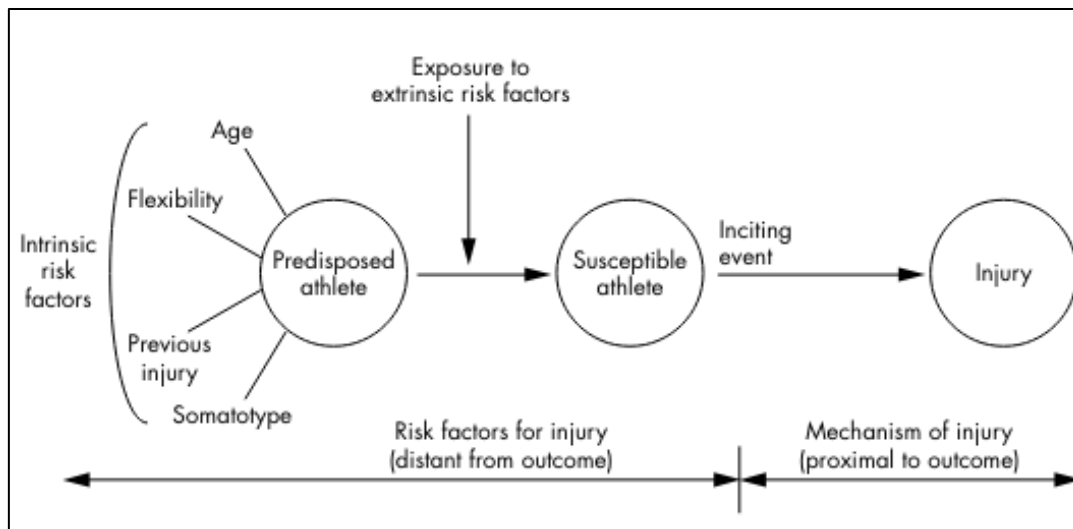 Exposure to
extrinsic risk factors
Age
Flexibility
Intrinsic
risk
factors
Previous
injury
Somatotype
Predisposed
athlete
Susceptible
athlete
Inciting
event
Injury
Risk factors for injury
(distant from outcome)
Mechanism of injury
(proximal to outcome)